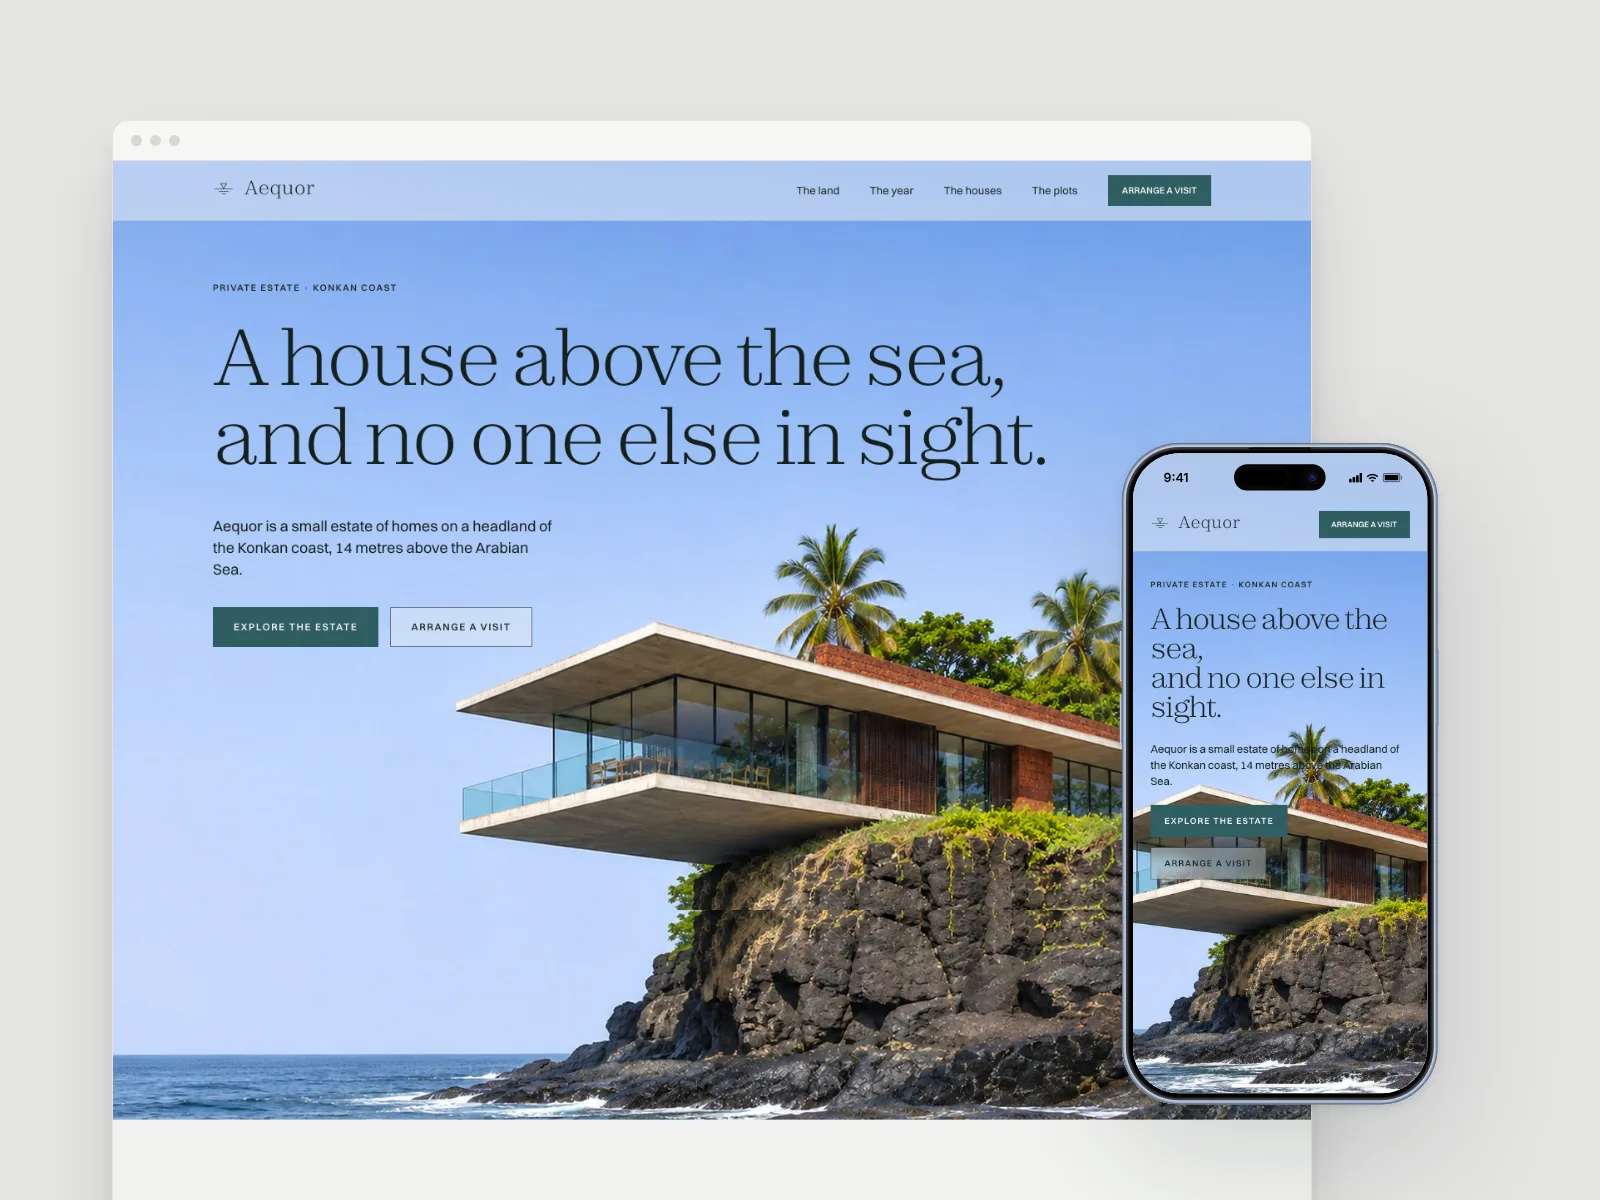 Aequor
The land The year The houses The plots ARRANGE A VISIT
PRIVATE ESTATE · KONKAN COAST
A house above the sea,
and no one else in sight.
Aequor is a small estate of homes on a headland of
the Konkan coast, 14 metres above the Arabian
Sea.
EXPLORE THE ESTATE ARRANGE A VISIT
9:41
Aequor ARRANGE A VISIT
PRIVATE ESTATE · KONKAN COAST
A house above the
sea,
and no one else in
sight.
Aequor is a small estate of homes on a headland of
the Konkan coast, 14 metres above the Arabian
Sea.
EXPLORE THE ESTATE
ARRANGE A VISIT